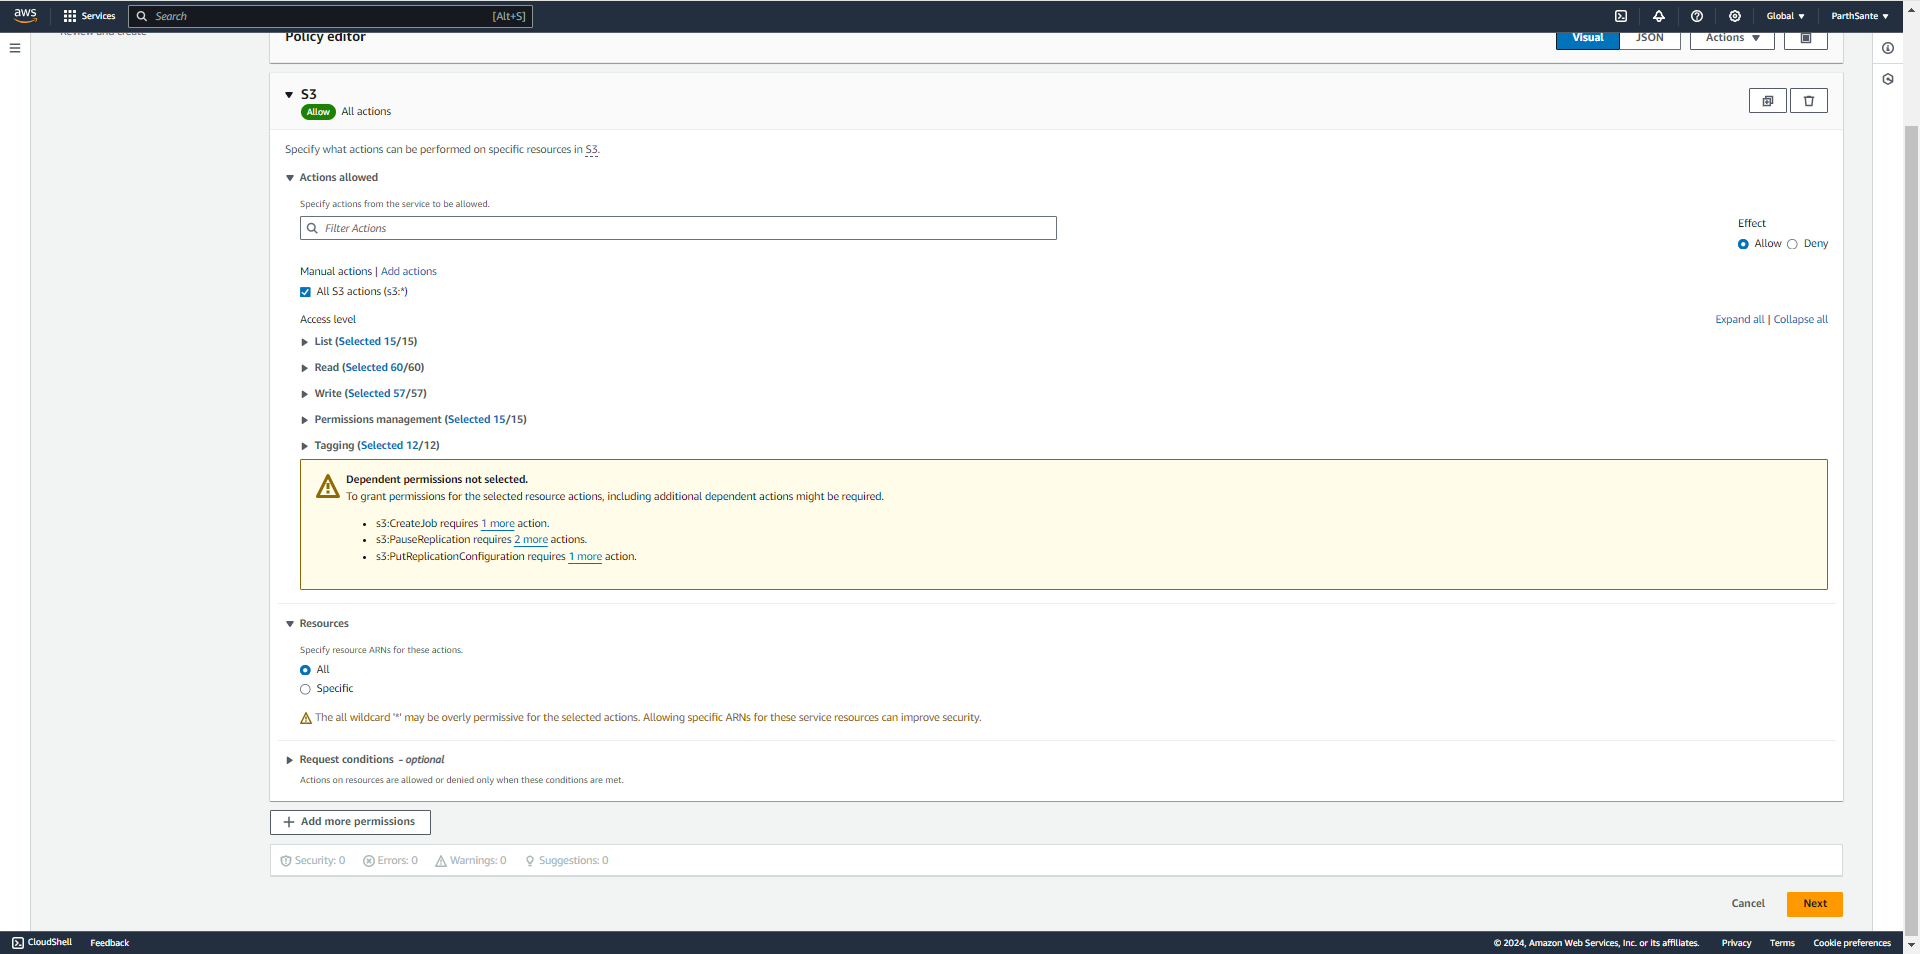 aws Services Search [Alt+S] Global ParthSante
Review and create
Policy editor Visual JSON Actions
S3
Allow All actions
Specify what actions can be performed on specific resources in S3.
Actions allowed
Specify actions from the service to be allowed.
Filter Actions
Effect
Allow Deny
Manual actions | Add actions
All S3 actions (s3:*)
Access level Expand all | Collapse all
List (Selected 15/15)
Read (Selected 60/60)
Write (Selected 57/57)
Permissions management (Selected 15/15)
Tagging (Selected 12/12)
Dependent permissions not selected.
To grant permissions for the selected resource actions, including additional dependent actions might be required.
• s3:CreateJob requires 1 more action.
• s3:PauseReplication requires 2 more actions.
• s3:PutReplicationConfiguration requires 1 more action.
Resources
Specify resource ARNs for these actions.
All
Specific
The all wildcard '*' may be overly permissive for the selected actions. Allowing specific ARNs for these service resources can improve security.
Request conditions - optional
Actions on resources are allowed or denied only when these conditions are met.
+ Add more permissions
Security: 0 Errors: 0 Warnings: 0 Suggestions: 0
Cancel Next
CloudShell Feedback © 2024, Amazon Web Services, Inc. or its affiliates. Privacy Terms Cookie preferences